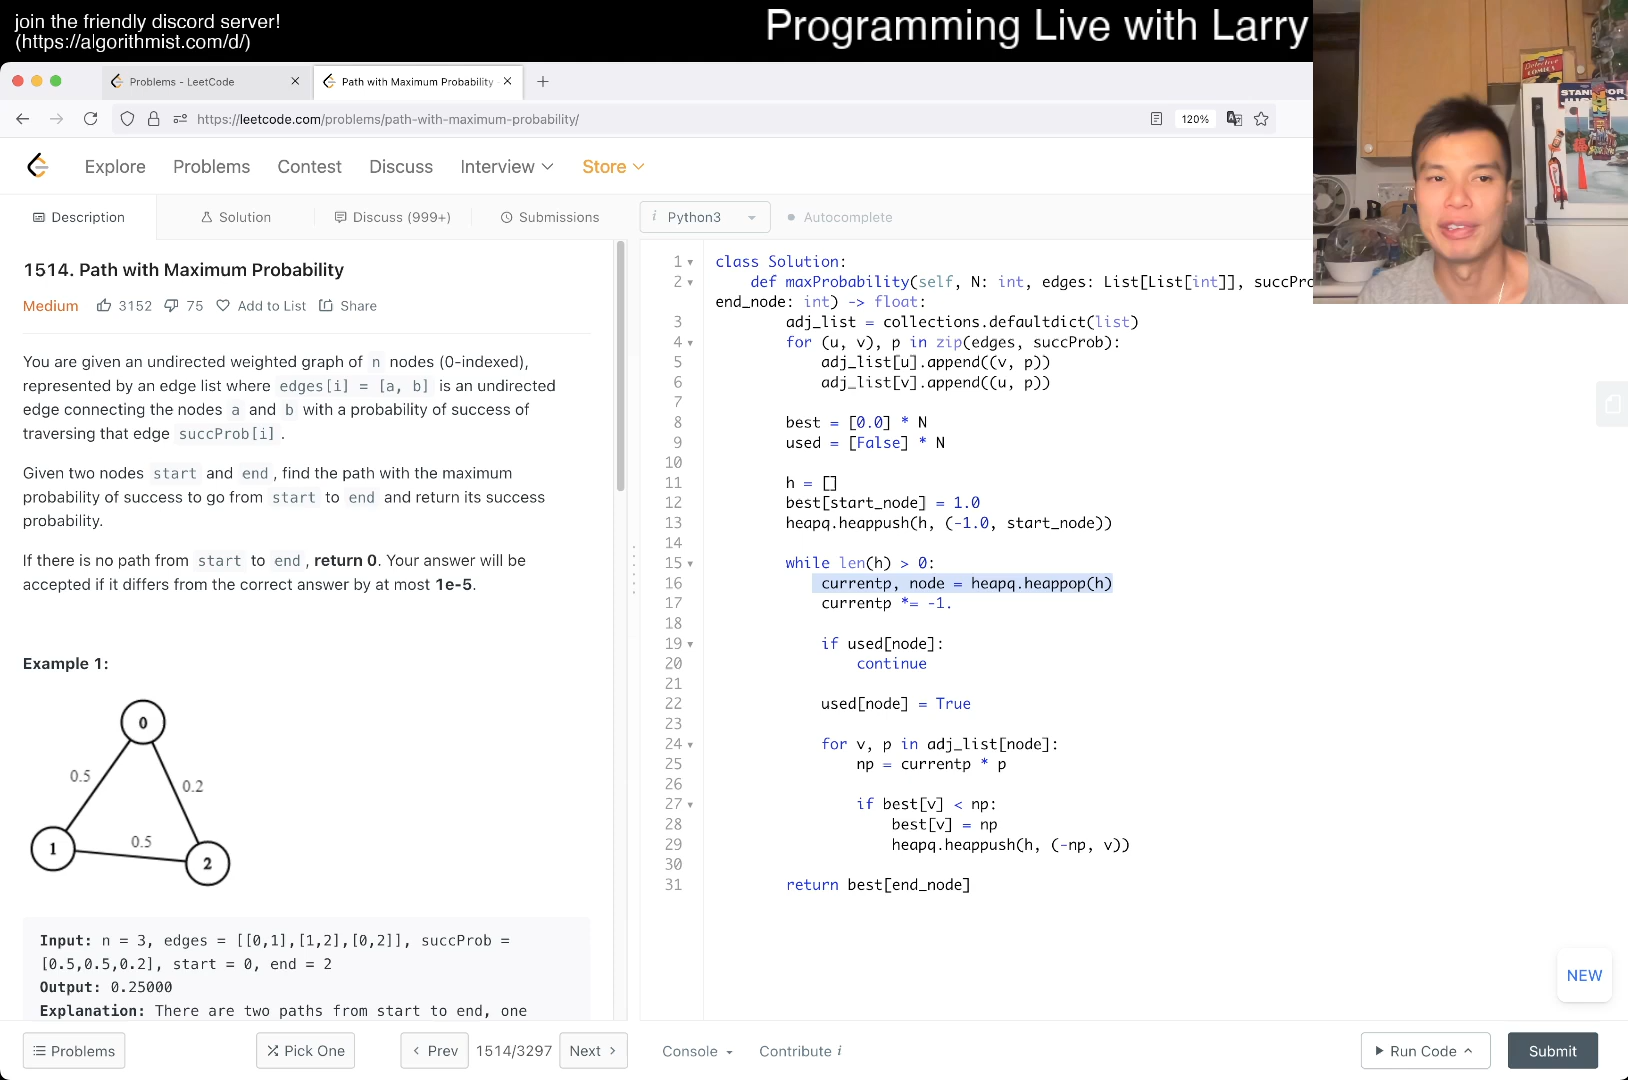 join the friendly discord server!
(https://algorithmist.com/d/)
Programming Live with Larry
Problems - LeetCode
Path with Maximum Probability
https://leetcode.com/problems/path-with-maximum-probability/
120%
Explore Problems Contest Discuss Interview Store
Description Solution Discuss (999+) Submissions
i Python3 Autocomplete
1514. Path with Maximum Probability
Medium 3152 75 Add to List Share
You are given an undirected weighted graph of n nodes (0-indexed),
represented by an edge list where edges[i] = [a, b] is an undirected
edge connecting the nodes a and b with a probability of success of
traversing that edge succProb[i] .
Given two nodes start and end , find the path with the maximum
probability of success to go from start to end and return its success
probability.
If there is no path from start to end , return 0. Your answer will be
accepted if it differs from the correct answer by at most 1e-5.
Example 1:
0
0.5
0.2
1
0.5
2
Input: n = 3, edges = [[0,1],[1,2],[0,2]], succProb =
[0.5,0.5,0.2], start = 0, end = 2
Output: 0.25000
Explanation: There are two paths from start to end, one
1 class Solution:
2 def maxProbability(self, N: int, edges: List[List[int]], succPro
end_node: int) -> float:
3 adj_list = collections.defaultdict(list)
4 for (u, v), p in zip(edges, succProb):
5 adj_list[u].append((v, p))
6 adj_list[v].append((u, p))
7
8 best = [0.0] * N
9 used = [False] * N
10
11 h = []
12 best[start_node] = 1.0
13 heapq.heappush(h, (-1.0, start_node))
14
15 while len(h) > 0:
16 currentp, node = heapq.heappop(h)
17 currentp *= -1.
18
19 if used[node]:
20 continue
21
22 used[node] = True
23
24 for v, p in adj_list[node]:
25 np = currentp * p
26
27 if best[v] < np:
28 best[v] = np
29 heapq.heappush(h, (-np, v))
30
31 return best[end_node]
NEW
Problems Pick One Prev 1514/3297 Next Console Contribute i Run Code Submit